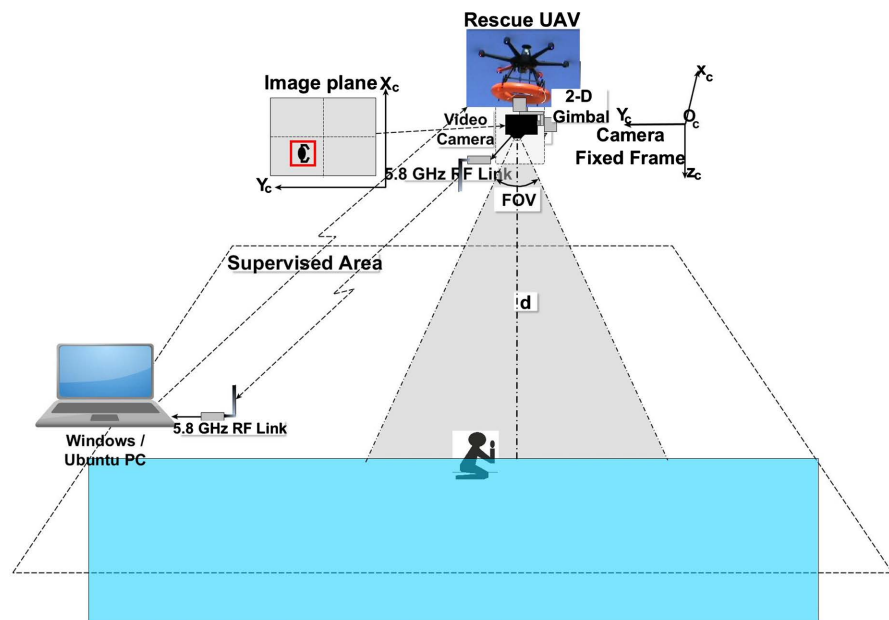 Rescue UAV
Image plane
Xc
Yc
Video
Camera
2-D
Gimbal
Xc
Yc
Oc
Zc
Camera
Fixed Frame
5.8 GHz RF Link
FOV
Supervised Area
d
5.8 GHz RF Link
Windows /
Ubuntu PC